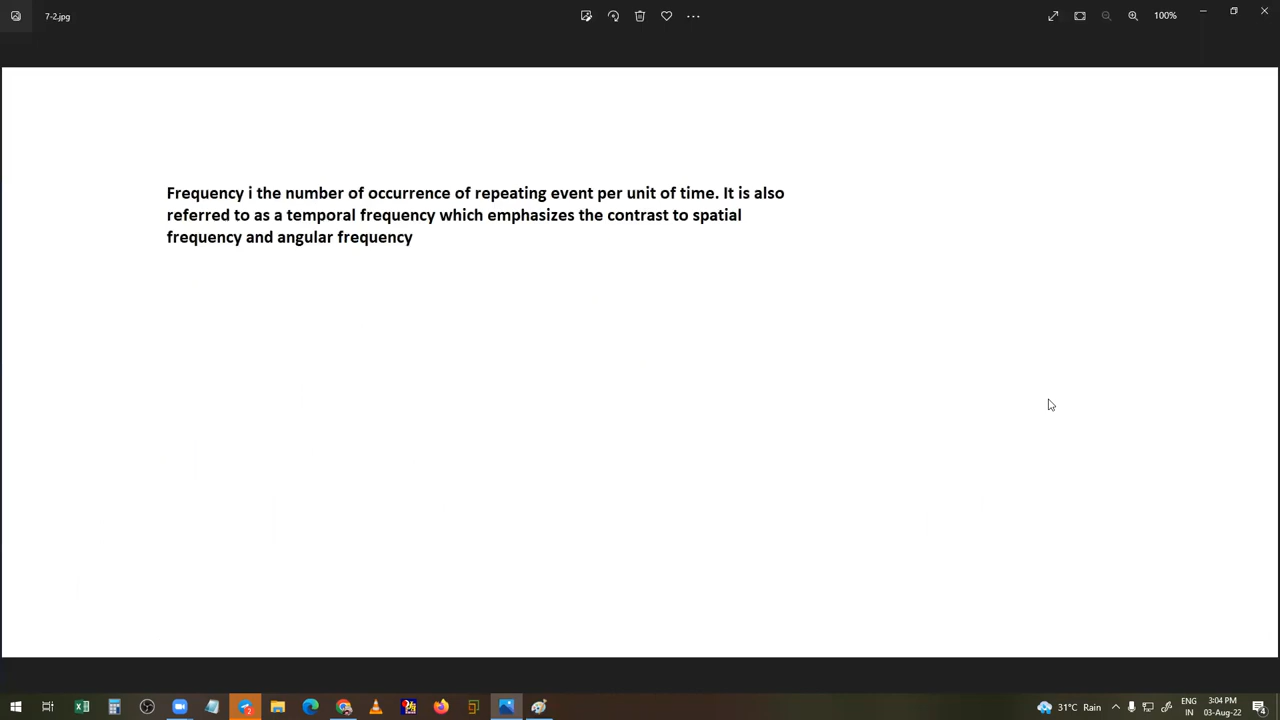 7-2.jpg
100%
Frequency i the number of occurrence of repeating event per unit of time. It is also
referred to as a temporal frequency which emphasizes the contrast to spatial
frequency and angular frequency
2
31°C Rain
ENG
IN
3:04 PM
03-Aug-22